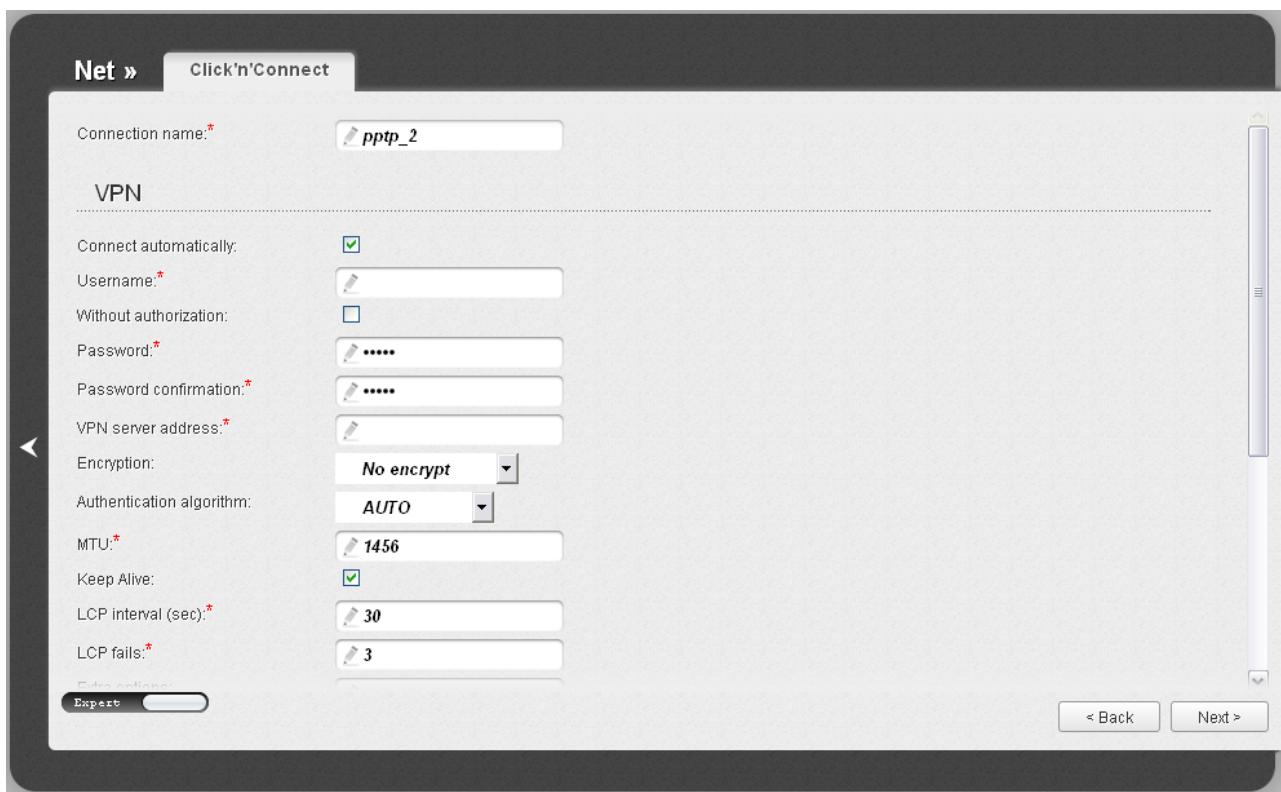 Net » Click'n'Connect
Connection name:* pptp_2
VPN
Connect automatically:
Username:*
Without authorization:
Password:* •••••
Password confirmation:* •••••
VPN server address:*
Encryption: No encrypt
Authentication algorithm: AUTO
MTU:* 1456
Keep Alive:
LCP interval (sec):* 30
LCP fails:* 3
Extra options:
Expert
< Back Next >